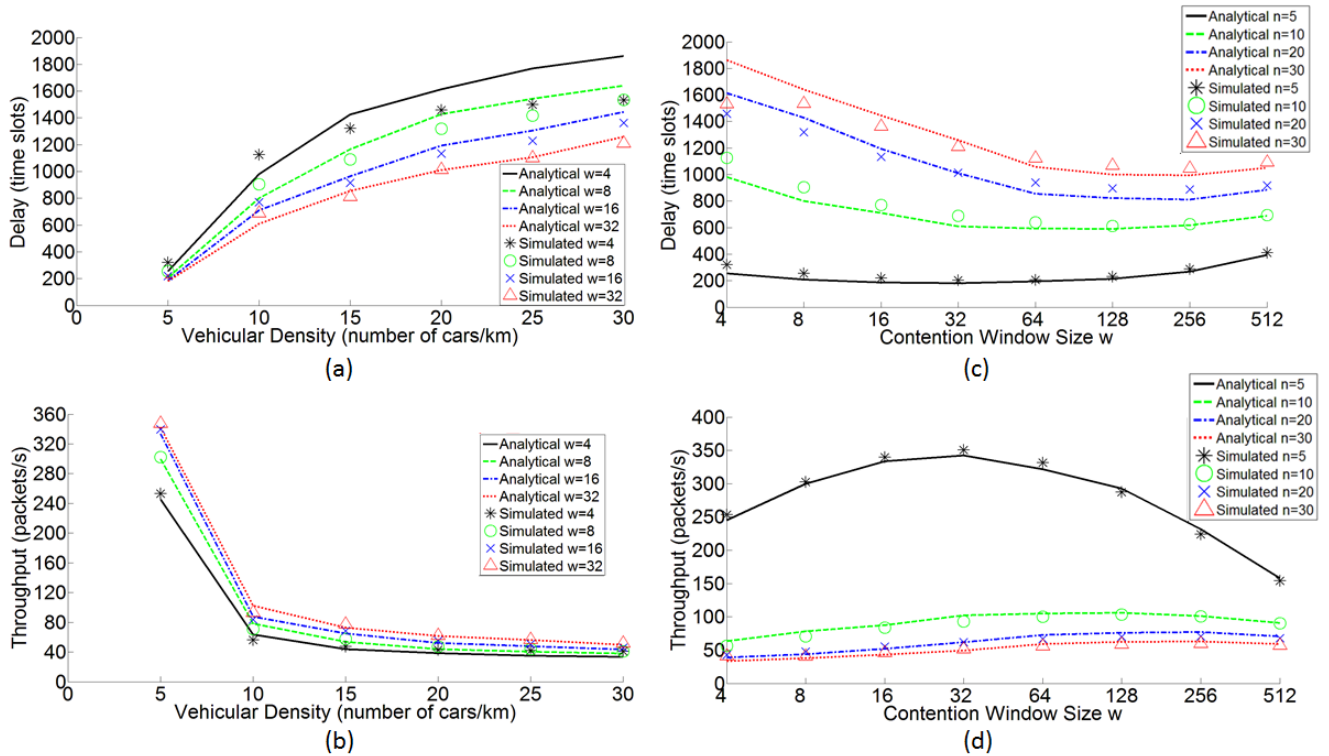 2000
1800
1600
1400
1200
1000
800
600
400
200
0
Delay (time slots)
0 5 10 15 20 25 30
Vehicular Density (number of cars/km)
Analytical w=4
Analytical w=8
Analytical w=16
Analytical w=32
Simulated w=4
Simulated w=8
Simulated w=16
Simulated w=32
(a)
2000
1800
1600
1400
1200
1000
800
600
400
200
0
Delay (time slots)
4 8 16 32 64 128 256 512
Contention Window Size w
Analytical n=5
Analytical n=10
Analytical n=20
Analytical n=30
Simulated n=5
Simulated n=10
Simulated n=20
Simulated n=30
(c)
360
320
280
240
200
160
120
80
40
0
Throughput (packets/s)
0 5 10 15 20 25 30
Vehicular Density (number of cars/km)
Analytical w=4
Analytical w=8
Analytical w=16
Analytical w=32
Simulated w=4
Simulated w=8
Simulated w=16
Simulated w=32
(b)
400
350
300
250
200
150
100
50
0
Throughput (packets/s)
4 8 16 32 64 128 256 512
Contention Window Size w
Analytical n=5
Analytical n=10
Analytical n=20
Analytical n=30
Simulated n=5
Simulated n=10
Simulated n=20
Simulated n=30
(d)